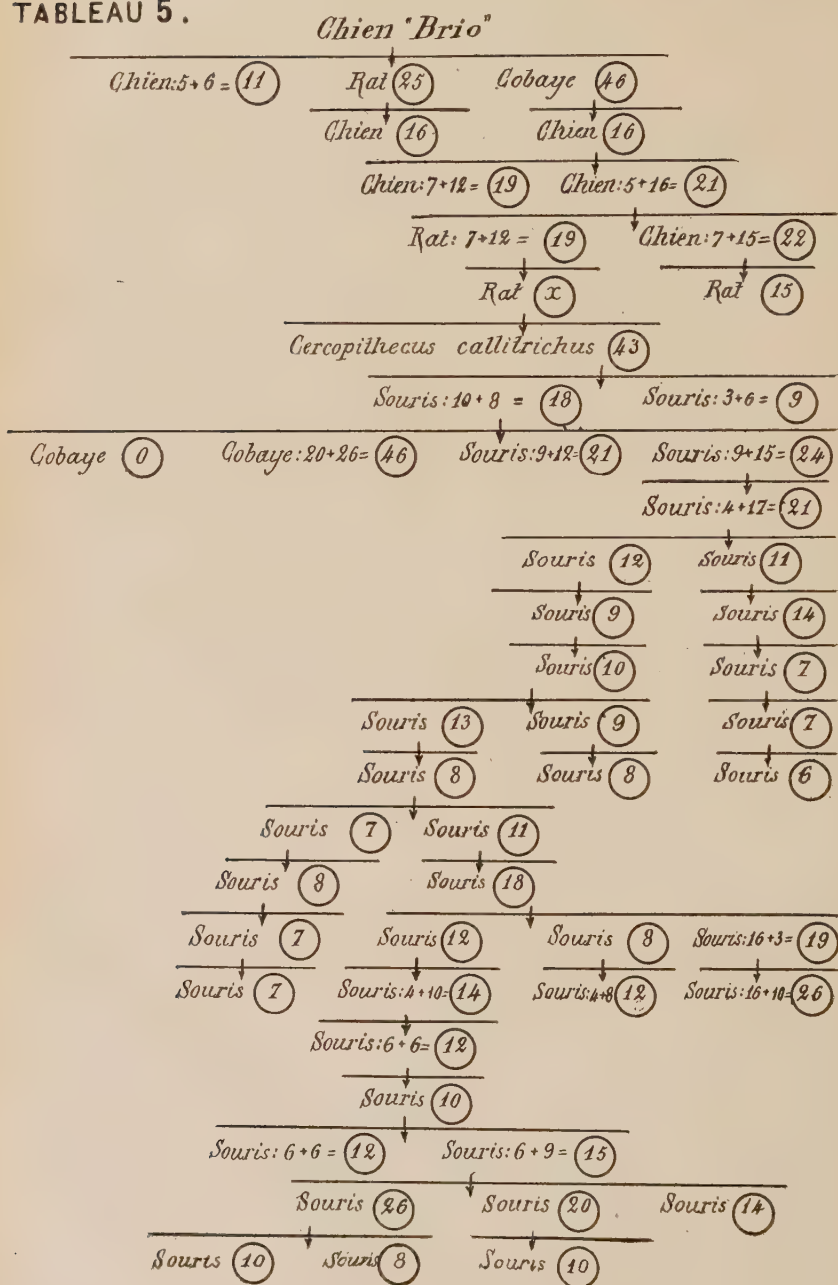 TABLEAU 5.
Chien "Brio"
Chien: 5 + 6 = 11 Rat 25 Cobaye 46
Chien 16 Chien 16
Chien: 7 + 12 = 19 Chien: 5 + 16 = 21
Rat: 7 + 12 = 19 Chien: 7 + 15 = 22
Rat x Rat 15
Cercopithecus callitrichus 43
Souris: 10 + 8 = 18 Souris: 3 + 6 = 9
Cobaye 0 Cobaye: 20 + 26 = 46 Souris: 9 + 12 = 21 Souris: 9 + 15 = 24
Souris: 4 + 17 = 21
Souris 12 Souris 11
Souris 9 Souris 14
Souris 10 Souris 7
Souris 13 Souris 9 Souris 7
Souris 8 Souris 8 Souris 6
Souris 7 Souris 11
Souris 8 Souris 18
Souris 7 Souris 12 Souris 8 Souris: 16 + 3 = 19
Souris 7 Souris: 4 + 10 = 14 Souris: 4 + 8 12 Souris: 16 + 10 = 26
Souris: 6 + 6 = 12
Souris 10
Souris: 6 + 6 = 12 Souris: 6 + 9 = 15
Souris 26 Souris 20 Souris 14
Souris 10 Souris 8 Souris 10